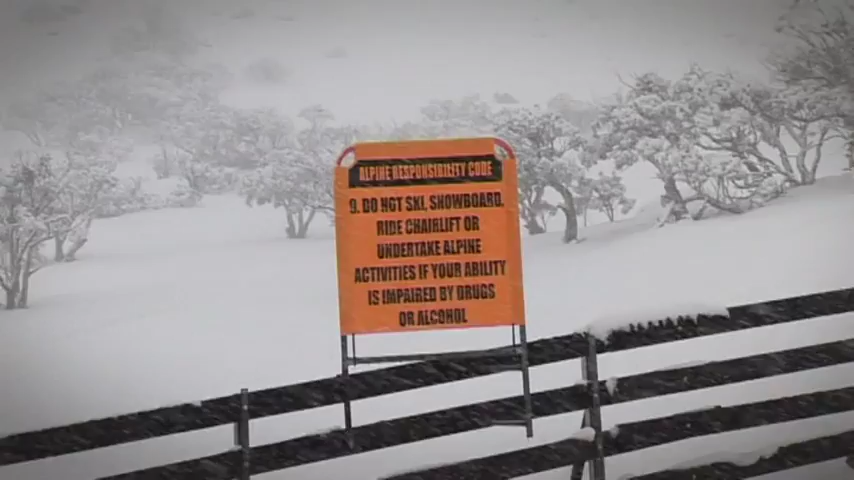 ALPINE RESPONSIBILITY CODE
9. DO NOT SKI, SNOWBOARD,
RIDE CHAIRLIFT OR
UNDERTAKE ALPINE
ACTIVITIES IF YOUR ABILITY
IS IMPAIRED BY DRUGS
OR ALCOHOL